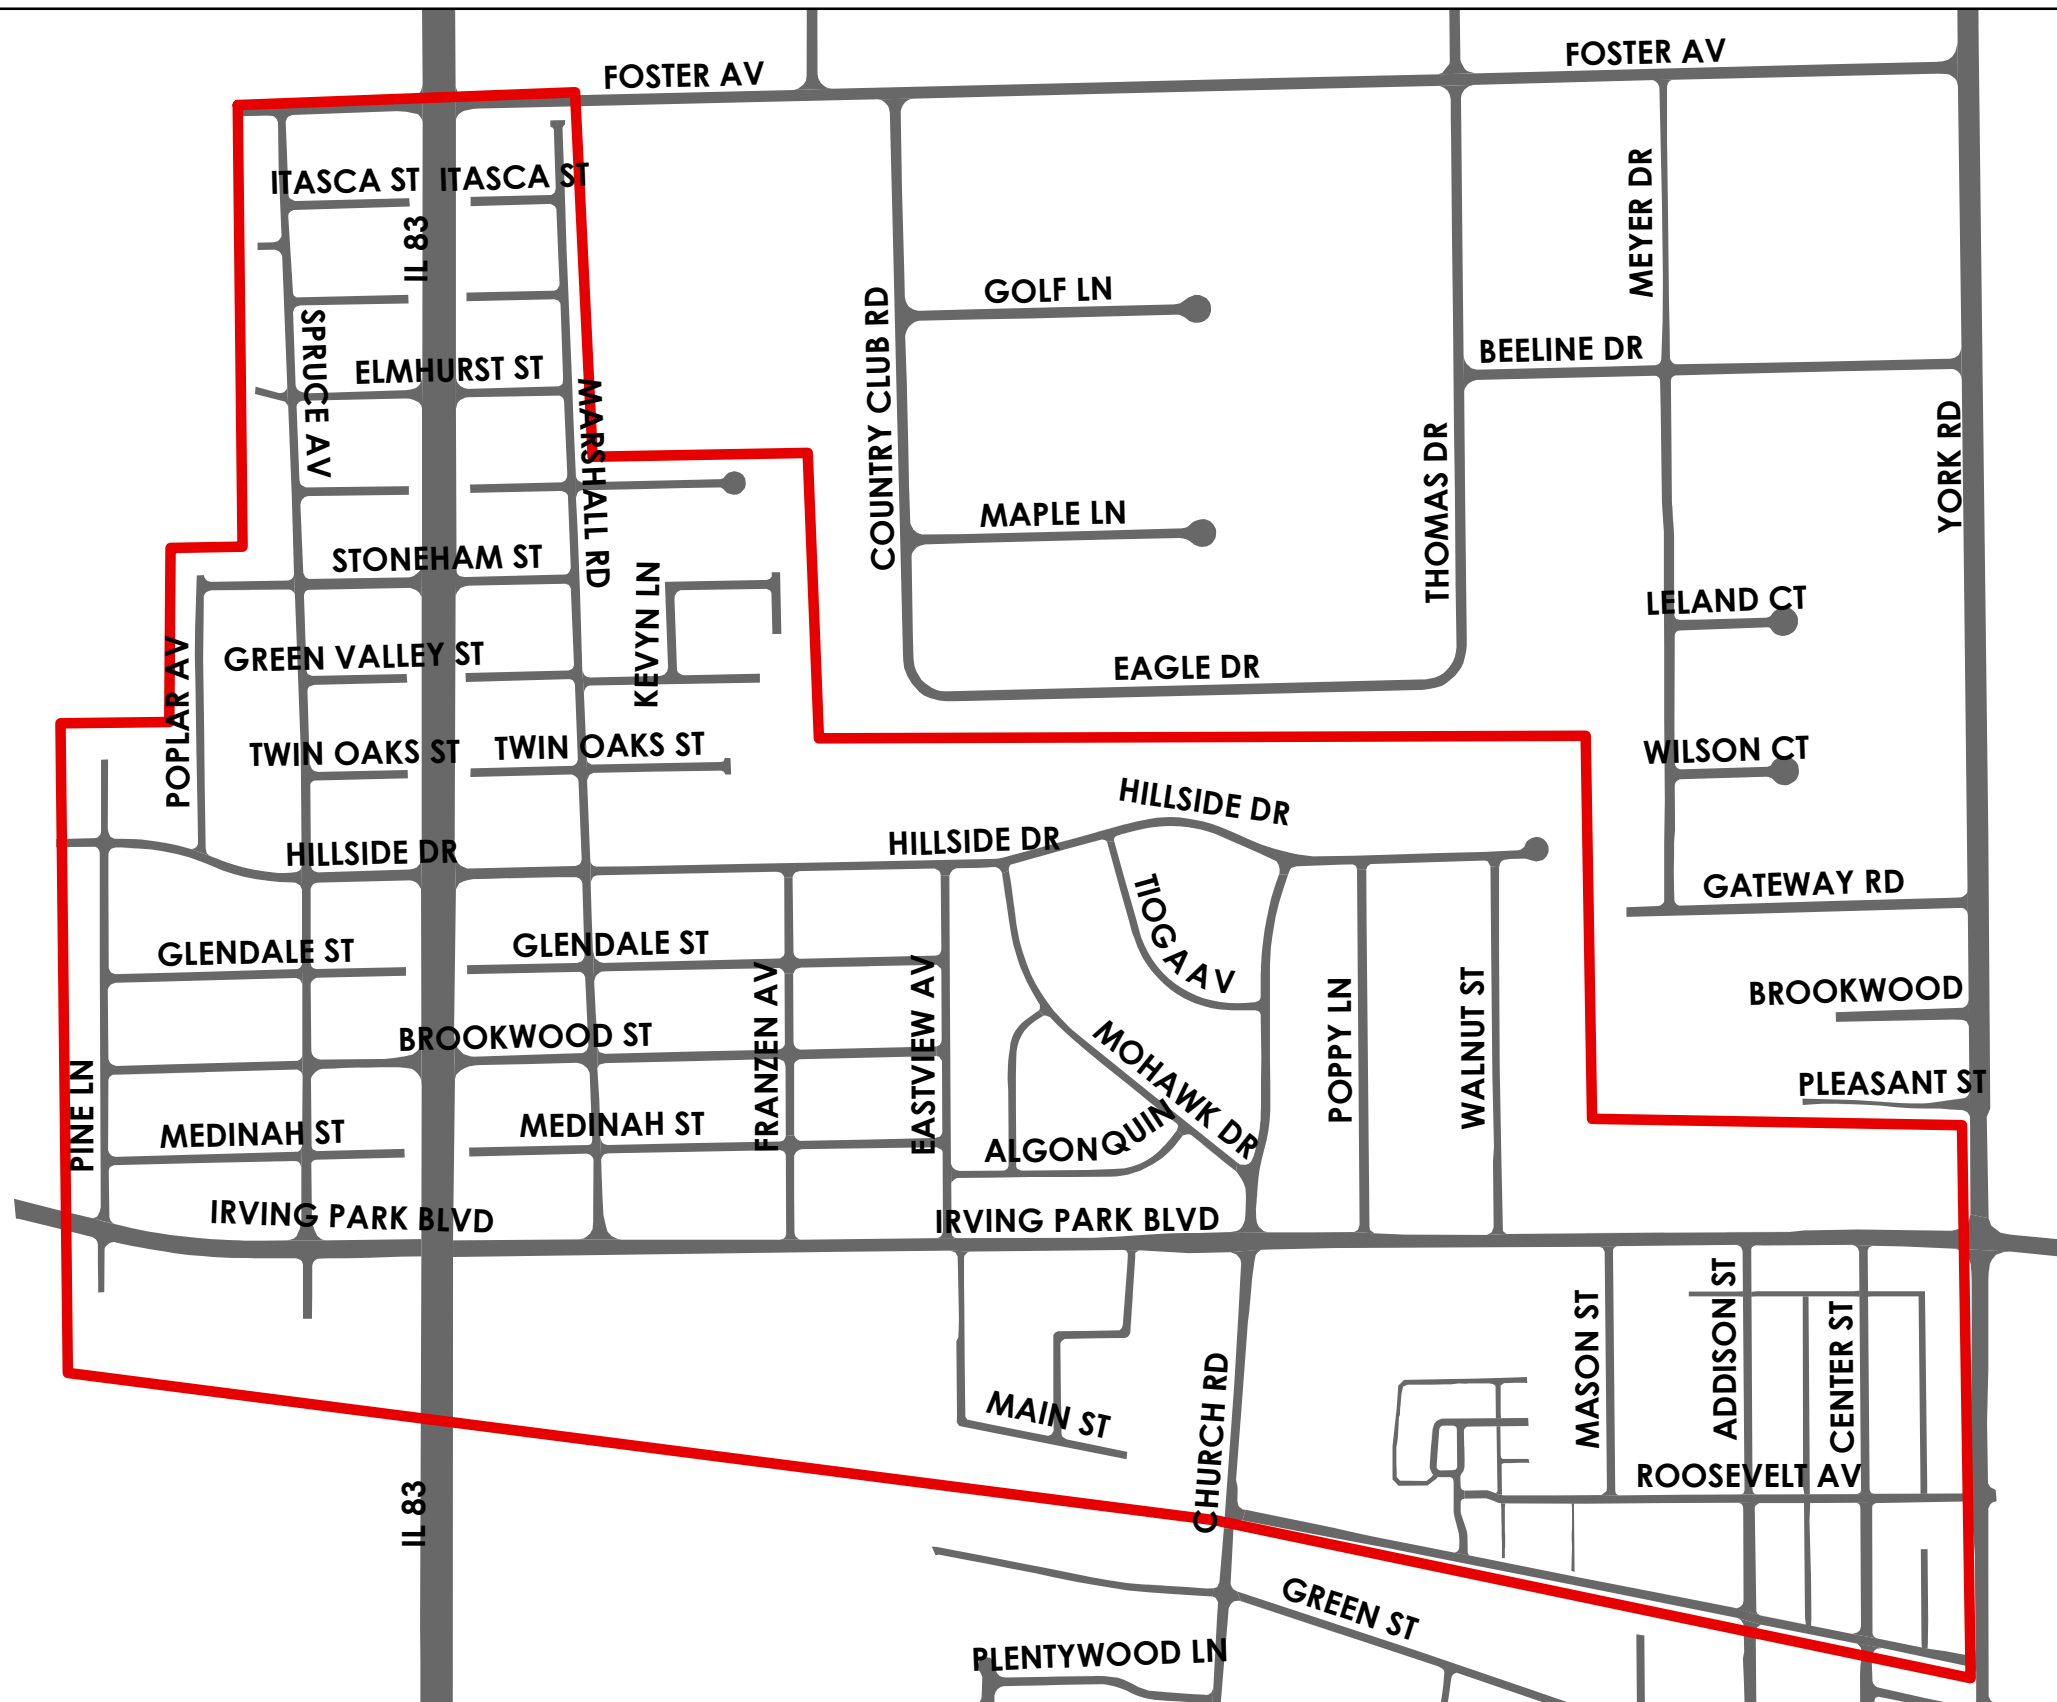 FOSTER AV
FOSTER AV
ITASCA ST
ITASCA ST
MEYER DR
IL 83
GOLF LN
SPRUCE AV
ELMHURST ST
BEELINE DR
COUNTRY CLUB RD
MARSHALL RD
THOMAS DR
YORK RD
MAPLE LN
STONEHAM ST
KEVYN LN
LELAND CT
GREEN VALLEY ST
EAGLE DR
POPLAR AV
TWIN OAKS ST
TWIN OAKS ST
WILSON CT
HILLSIDE DR
HILLSIDE DR
HILLSIDE DR
GATEWAY RD
TIOGA AV
GLENDALE ST
GLENDALE ST
FRANZEN AV
EASTVIEW AV
POPPY LN
WALNUT ST
BROOKWOOD
BROOKWOOD ST
MOHAWK DR
PINE LN
PLEASANT ST
MEDINAH ST
MEDINAH ST
ALGONQUIN
IRVING PARK BLVD
IRVING PARK BLVD
MASON ST
ADDISON ST
CENTER ST
CHURCH RD
MAIN ST
ROOSEVELT AV
IL 83
GREEN ST
PLENTYWOOD LN